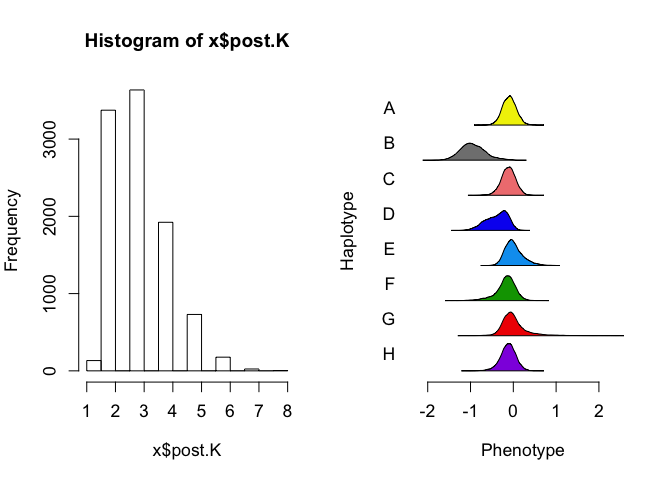 Histogram of x$post.K
Frequency
0
1000
2000
3000
1 2 3 4 5 6 7 8
x$post.K
Haplotype
A
B
C
D
E
F
G
H
-2 -1 0 1 2
Phenotype